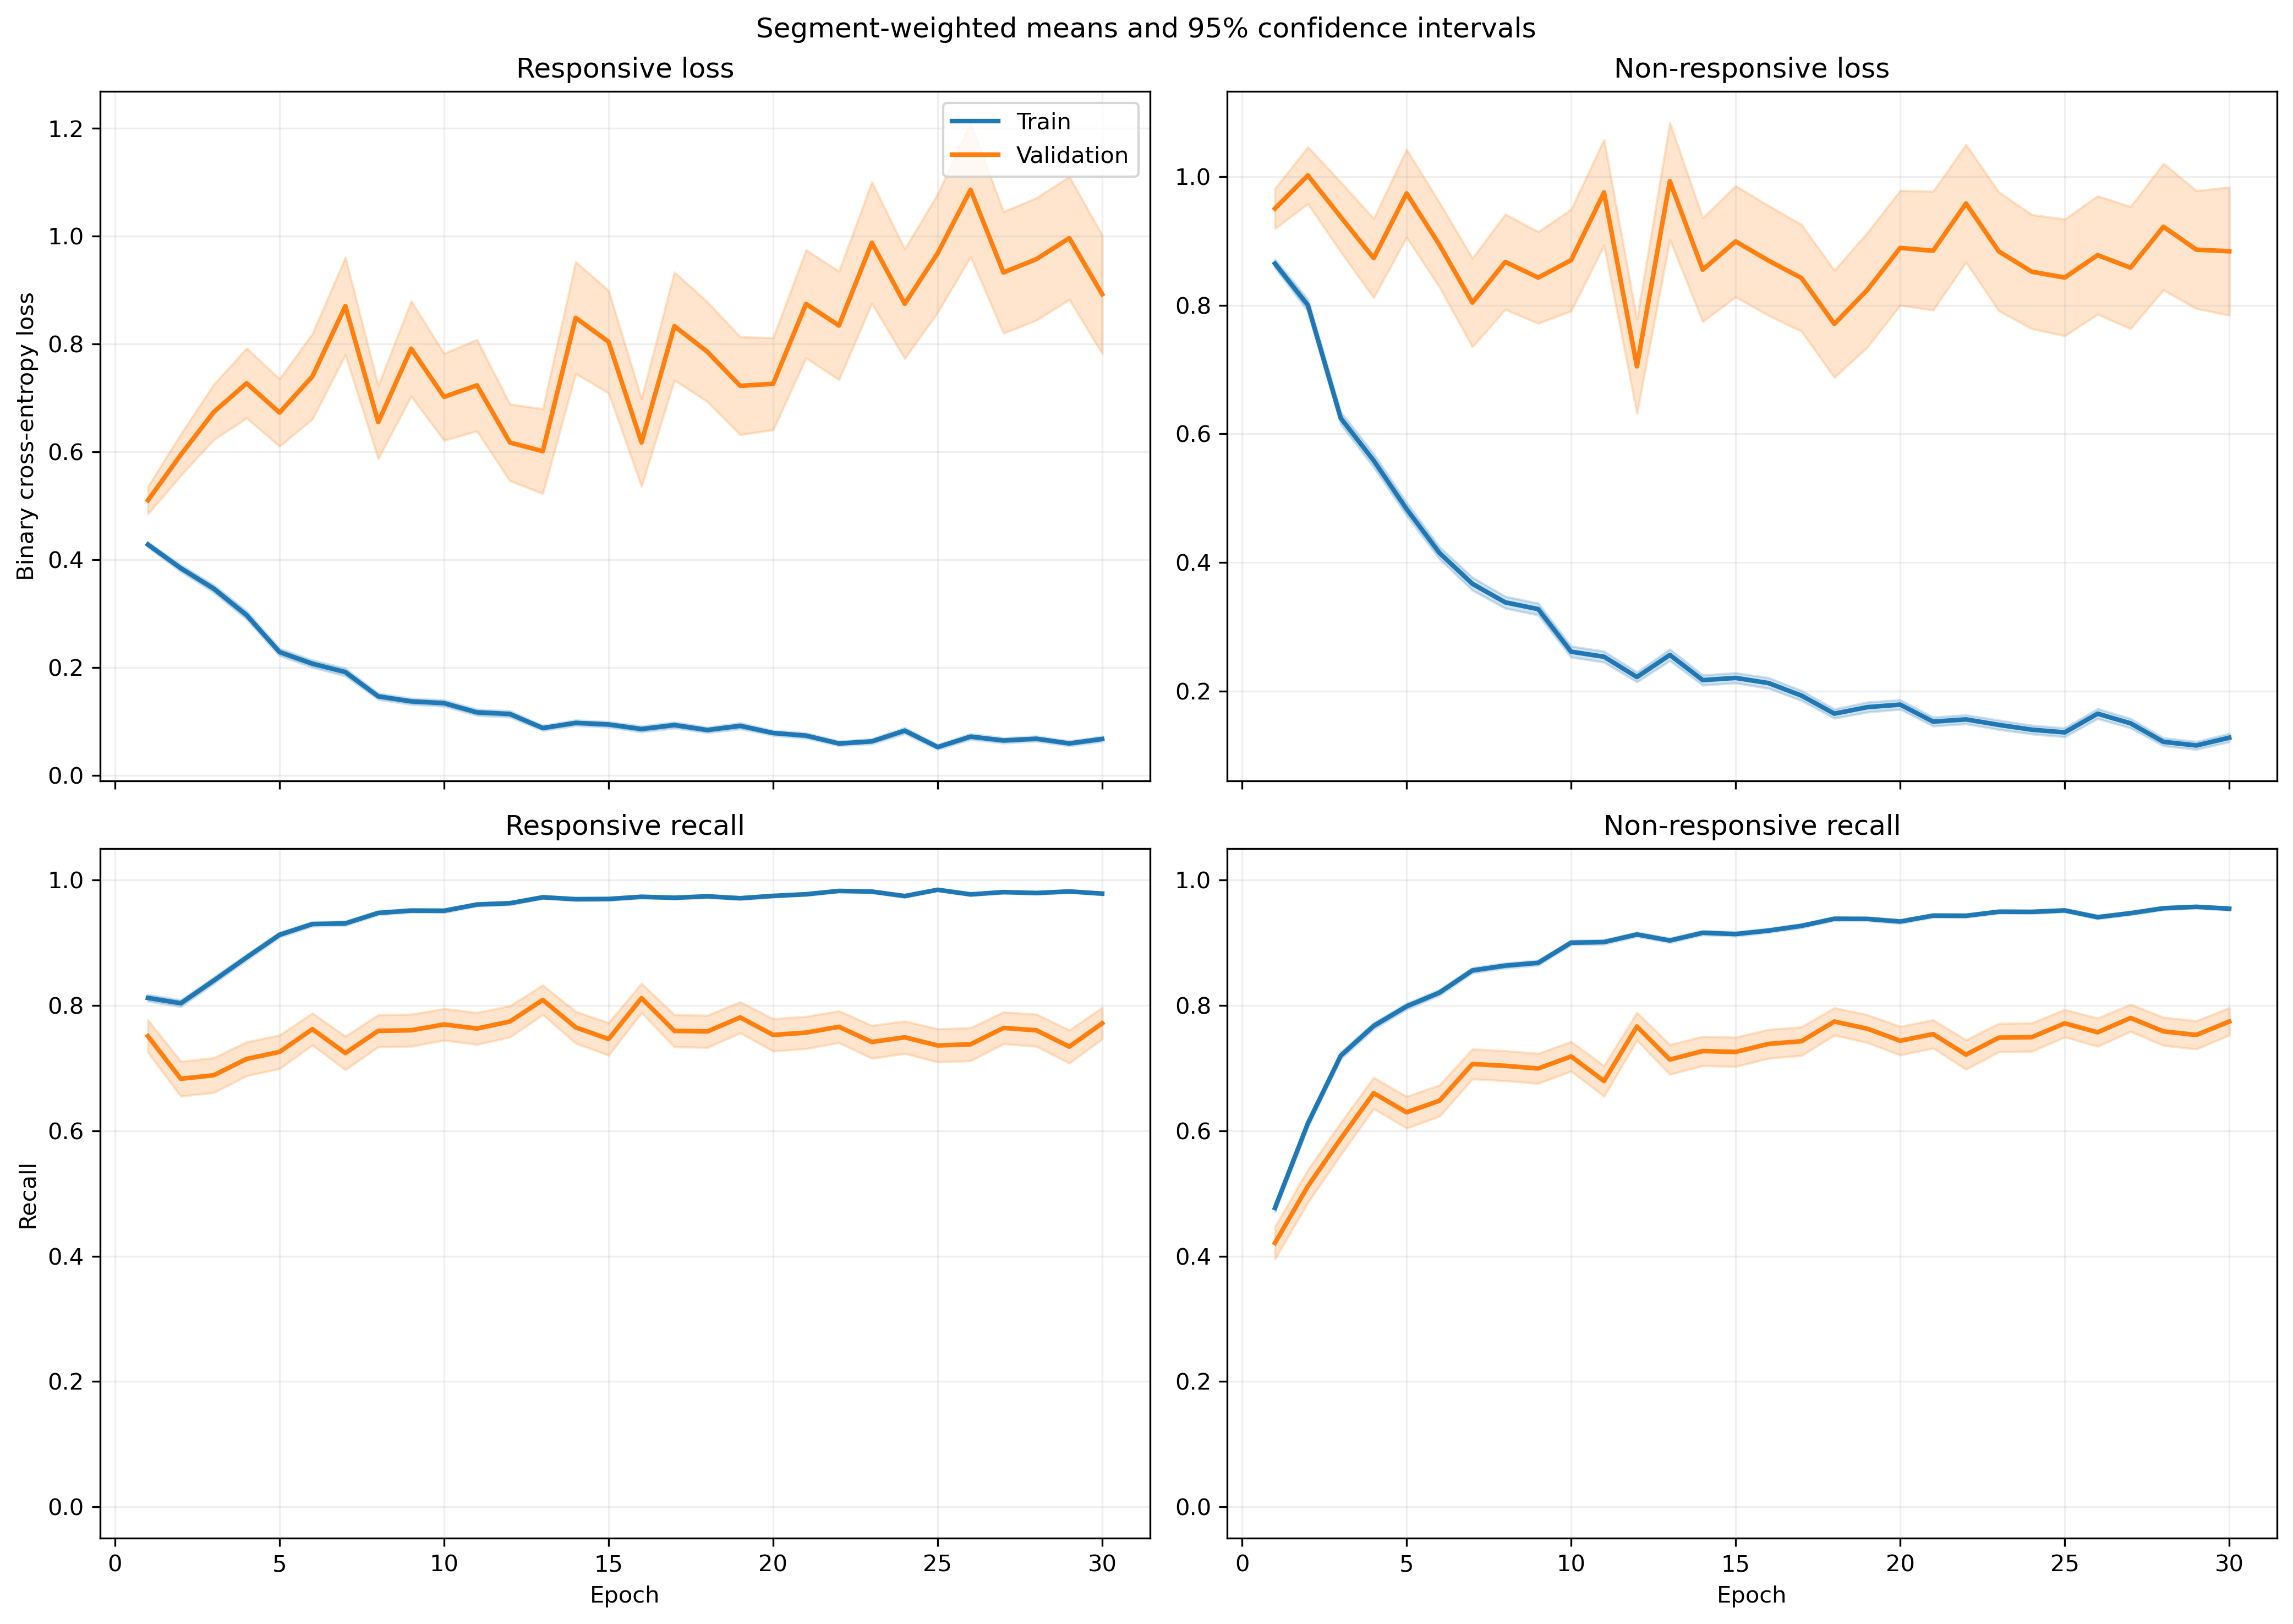 Segment-weighted means and 95% confidence intervals
Responsive loss
Non-responsive loss
Binary cross-entropy loss
1.2
1.0
0.8
0.6
0.4
0.2
0.0
Train
Validation
1.0
0.8
0.6
0.4
0.2
Responsive recall
Non-responsive recall
Recall
1.0
0.8
0.6
0.4
0.2
0.0
0 5 10 15 20 25 30
Epoch
1.0
0.8
0.6
0.4
0.2
0.0
0 5 10 15 20 25 30
Epoch